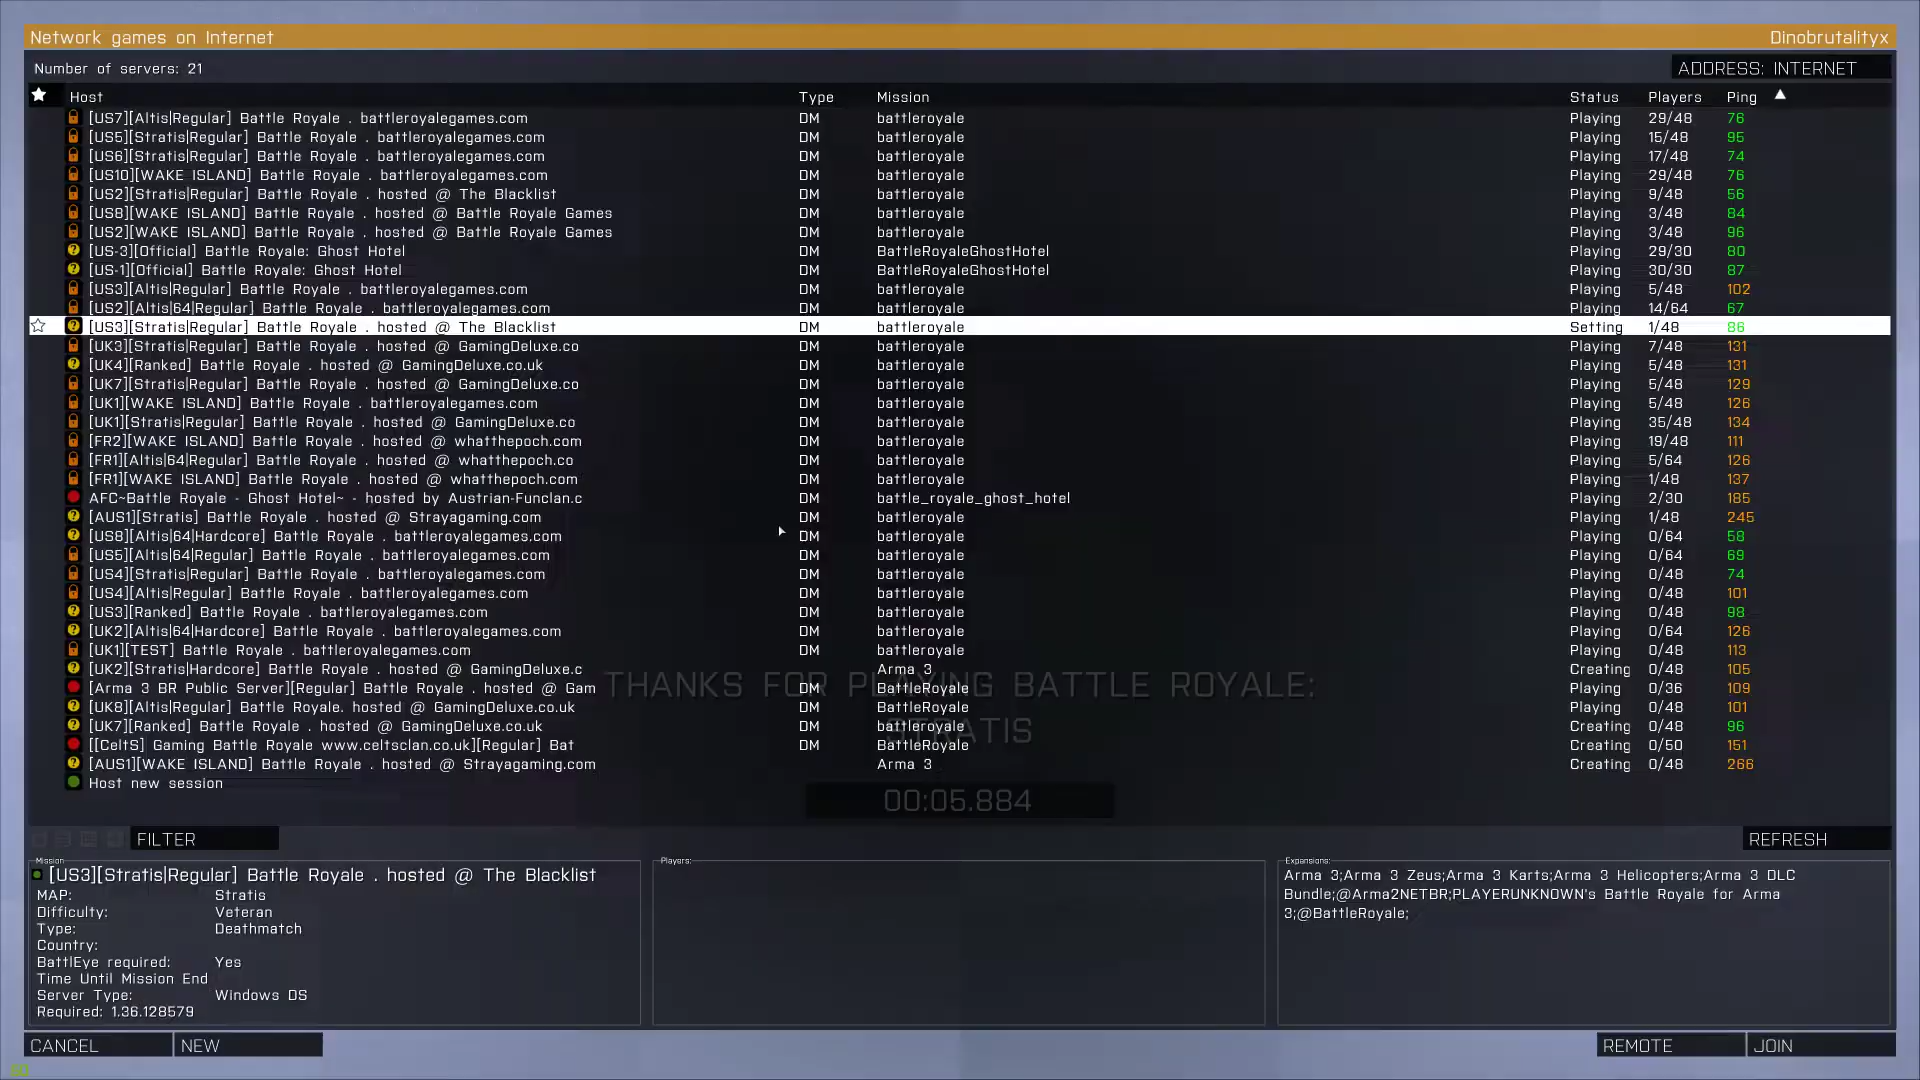 Network games on Internet Dinobrutalityx
Number of servers: 21 ADDRESS: INTERNET
Host Type Mission Status Players Ping
[US7][Altis|Regular] Battle Royale . battleroyalegames.com DM battleroyale Playing 29/48 76
[US5][Stratis|Regular] Battle Royale . battleroyalegames.com DM battleroyale Playing 15/48 95
[US6][Stratis|Regular] Battle Royale . battleroyalegames.com DM battleroyale Playing 17/48 74
[US10][WAKE ISLAND] Battle Royale . battleroyalegames.com DM battleroyale Playing 29/48 76
[US2][Stratis|Regular] Battle Royale . hosted @ The Blacklist DM battleroyale Playing 9/48 56
[US8][WAKE ISLAND] Battle Royale . hosted @ Battle Royale Games DM battleroyale Playing 3/48 84
[US2][WAKE ISLAND] Battle Royale . hosted @ Battle Royale Games DM battleroyale Playing 3/48 96
[US-3][Official] Battle Royale: Ghost Hotel DM BattleRoyaleGhostHotel Playing 29/30 80
[US-1][Official] Battle Royale: Ghost Hotel DM BattleRoyaleGhostHotel Playing 30/30 87
[US3][Altis|Regular] Battle Royale . battleroyalegames.com DM battleroyale Playing 5/48 102
[US2][Altis|64|Regular] Battle Royale . battleroyalegames.com DM battleroyale Playing 14/64 67
[US3][Stratis|Regular] Battle Royale . hosted @ The Blacklist DM battleroyale Setting 1/48 86
[UK3][Stratis|Regular] Battle Royale . hosted @ GamingDeluxe.co DM battleroyale Playing 7/48 131
[UK4][Ranked] Battle Royale . hosted @ GamingDeluxe.co.uk DM battleroyale Playing 5/48 131
[UK7][Stratis|Regular] Battle Royale . hosted @ GamingDeluxe.co DM battleroyale Playing 5/48 129
[UK1][WAKE ISLAND] Battle Royale . battleroyalegames.com DM battleroyale Playing 5/48 126
[UK1][Stratis|Regular] Battle Royale . hosted @ GamingDeluxe.co DM battleroyale Playing 35/48 134
[FR2][WAKE ISLAND] Battle Royale . hosted @ whatthepoch.com DM battleroyale Playing 19/48 111
[FR1][Altis|64|Regular] Battle Royale . hosted @ whatthepoch.co DM battleroyale Playing 5/64 126
[FR1][WAKE ISLAND] Battle Royale . hosted @ whatthepoch.com DM battleroyale Playing 1/48 137
AFC~Battle Royale - Ghost Hotel~ - hosted by Austrian-Funclan.c DM battle_royale_ghost_hotel Playing 2/30 185
[AUS1][Stratis] Battle Royale . hosted @ Strayagaming.com DM battleroyale Playing 1/48 245
[US8][Altis|64|Hardcore] Battle Royale . battleroyalegames.com DM battleroyale Playing 0/64 58
[US5][Altis|64|Regular] Battle Royale . battleroyalegames.com DM battleroyale Playing 0/64 69
[US4][Stratis|Regular] Battle Royale . battleroyalegames.com DM battleroyale Playing 0/48 74
[US4][Altis|Regular] Battle Royale . battleroyalegames.com DM battleroyale Playing 0/48 101
[US3][Ranked] Battle Royale . battleroyalegames.com DM battleroyale Playing 0/48 98
[UK2][Altis|64|Hardcore] Battle Royale . battleroyalegames.com DM battleroyale Playing 0/64 126
[UK1][TEST] Battle Royale . battleroyalegames.com DM battleroyale Playing 0/48 113
[UK2][Stratis|Hardcore] Battle Royale . hosted @ GamingDeluxe.c Arma 3 Creating 0/48 105
[Arma 3 BR Public Server][Regular] Battle Royale . hosted @ Gam DM BattleRoyale Playing 0/36 109
THANKS FOR PLAYING BATTLE ROYALE:
[UK8][Altis|Regular] Battle Royale. hosted @ GamingDeluxe.co.uk DM BattleRoyale Playing 0/48 101
[UK7][Ranked] Battle Royale . hosted @ GamingDeluxe.co.uk DM battleroyale Creating 0/48 96
STRATIS
[[CeltS] Gaming Battle Royale www.celtsclan.co.uk][Regular] Bat DM BattleRoyale Creating 0/50 151
[AUS1][WAKE ISLAND] Battle Royale . hosted @ Strayagaming.com Arma 3 Creating 0/48 266
Host new session
00:05.884
FILTER REFRESH
Mission
[US3][Stratis|Regular] Battle Royale . hosted @ The Blacklist
MAP: Stratis
Difficulty: Veteran
Type: Deathmatch
Country:
BattlEye required: Yes
Time Until Mission End
Server Type: Windows DS
Required: 1.36.128579
Players:
Expansions:
Arma 3;Arma 3 Zeus;Arma 3 Karts;Arma 3 Helicopters;Arma 3 DLC
Bundle;@Arma2NETBR;PLAYERUNKNOWN's Battle Royale for Arma
3;@BattleRoyale;
CANCEL NEW REMOTE JOIN